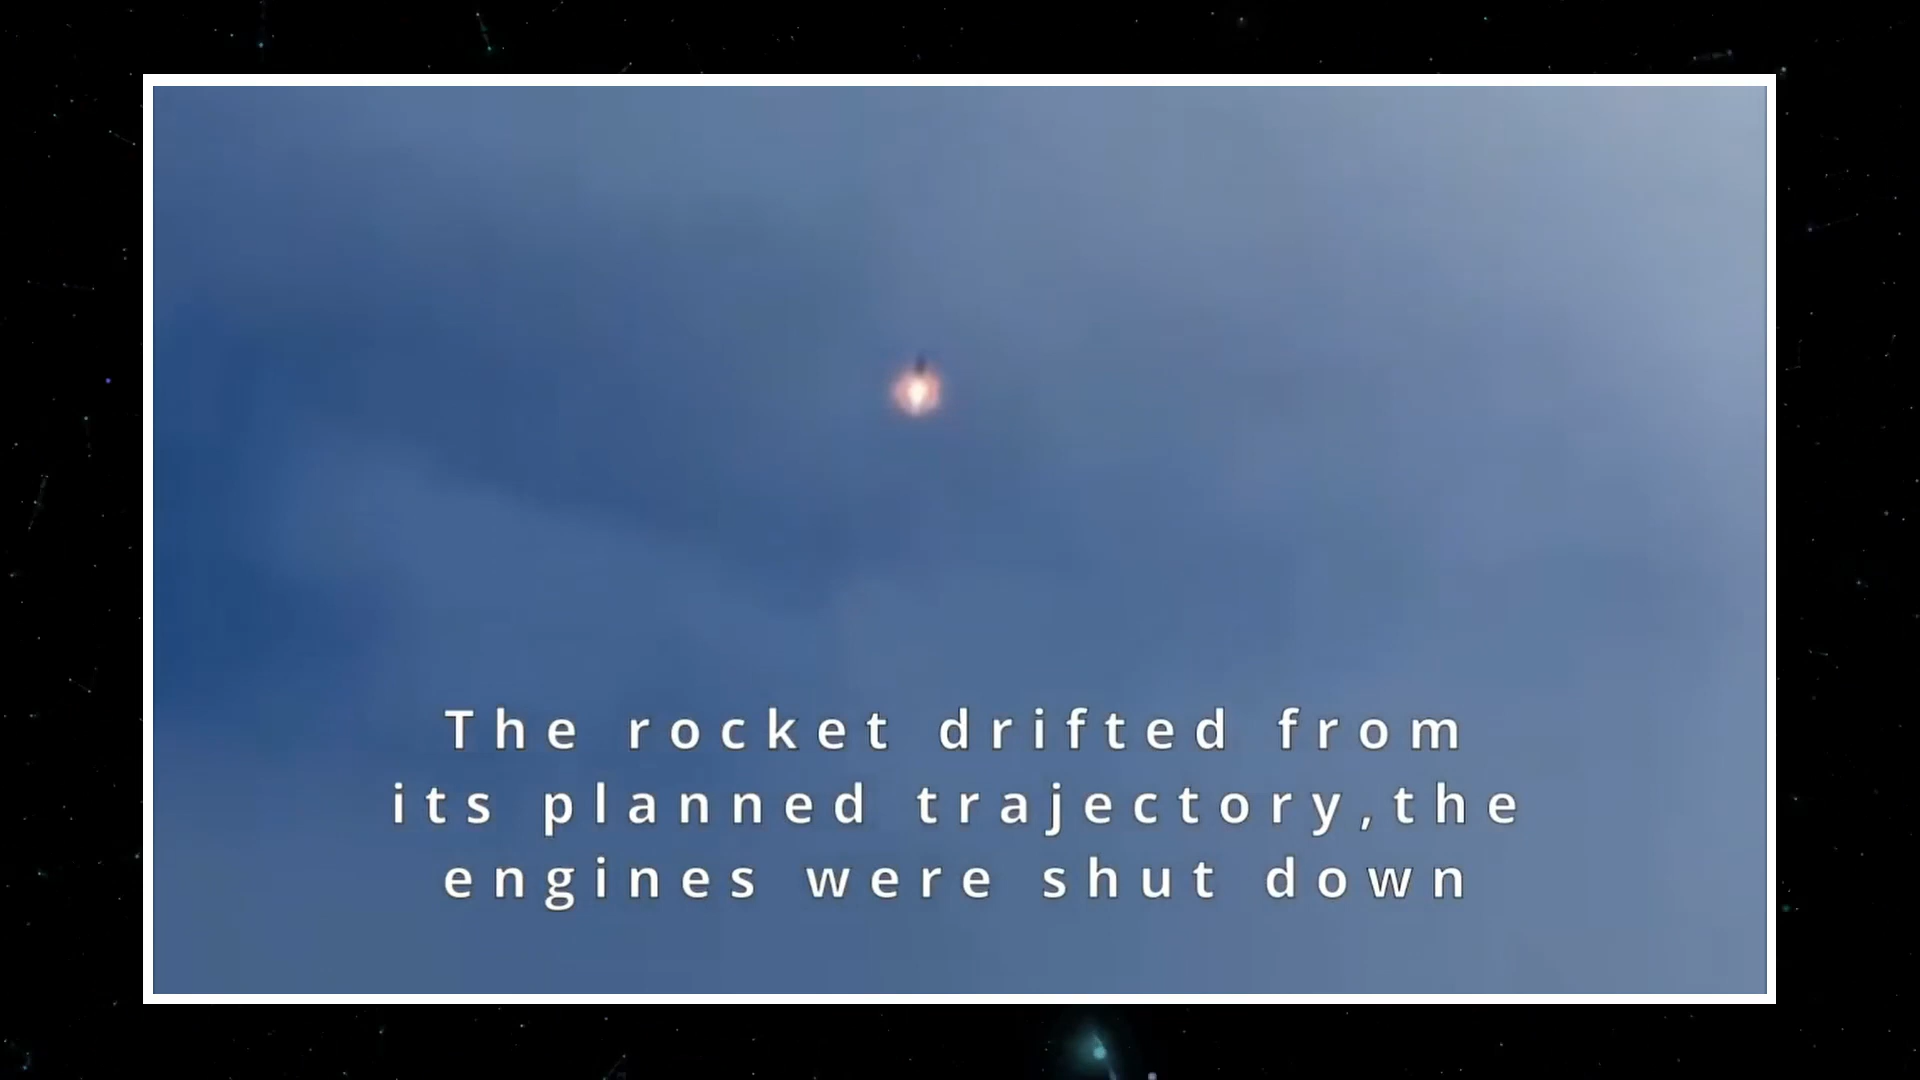 The rocket drifted from
its planned trajectory,the
engines were shut down